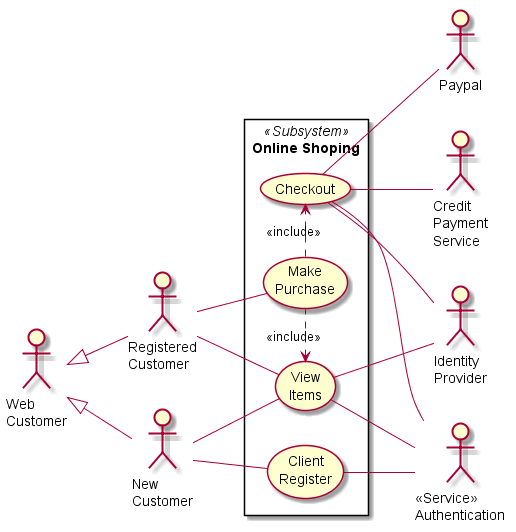 Paypal
«Subsystem»
Online Shoping
Checkout
Credit
Payment
Service
«include»
Make
Purchase
Registered
Customer
«include»
Identity
Provider
View
Items
Web
Customer
New
Customer
Client
Register
«Service»
Authentication